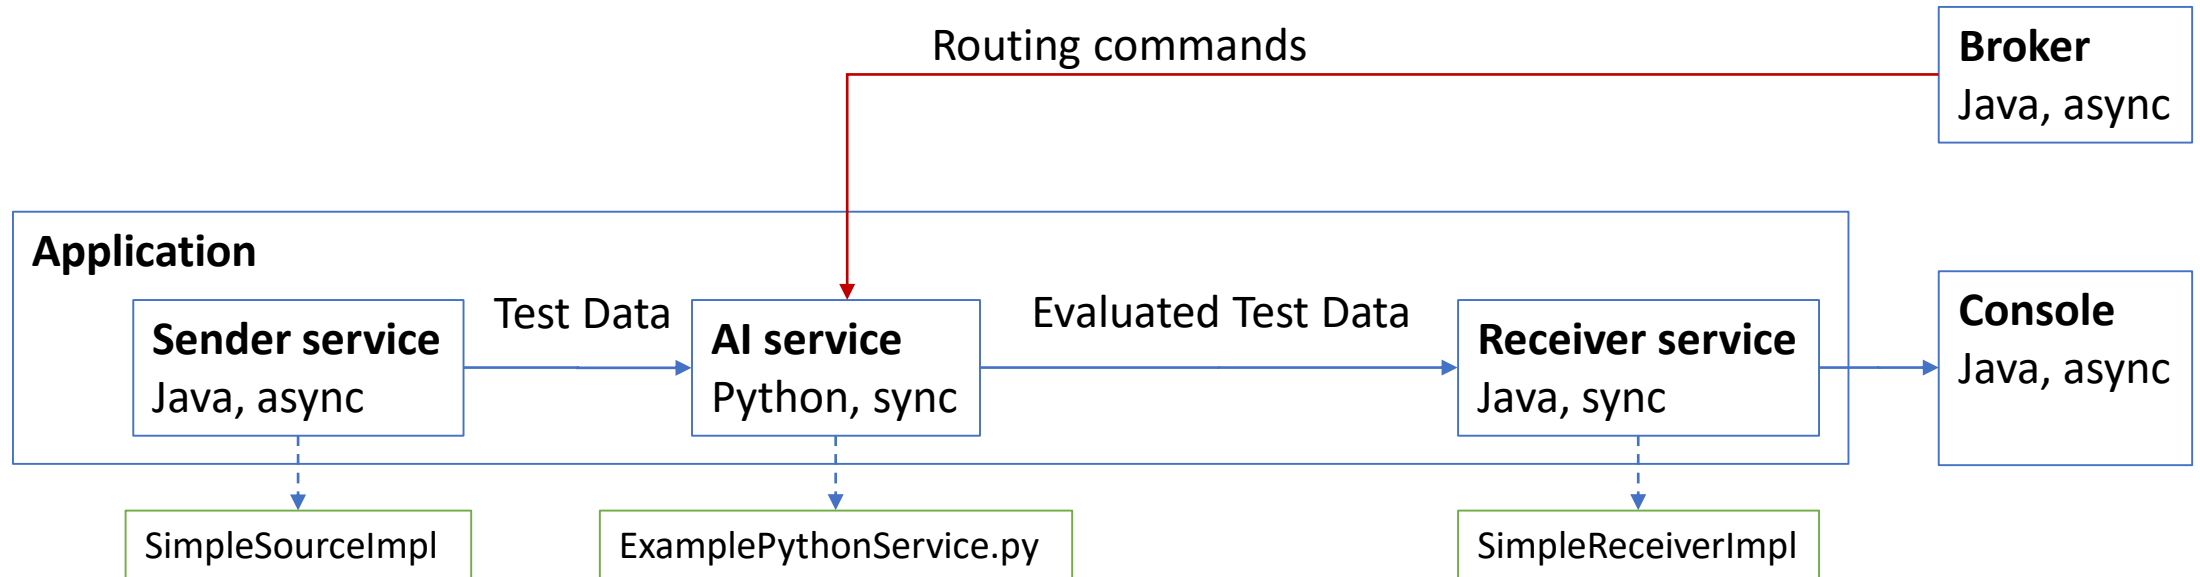 Routing commands
Broker
Java, async
Application
Sender service
Java, async
Test Data
AI service
Python, sync
Evaluated Test Data
Receiver service
Java, sync
Console
Java, async
SimpleSourceImpl
ExamplePythonService.py
SimpleReceiverImpl